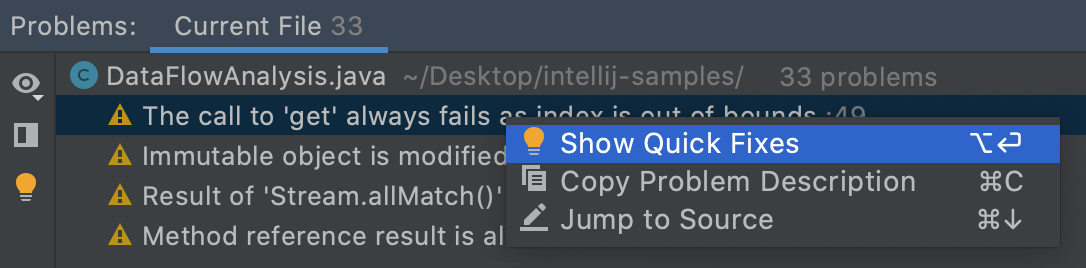 Problems: Current File 33
DataFlowAnalysis.java ~/Desktop/intellij-samples/ 33 problems
The call to 'get' always fails as index is out of bounds :49
Show Quick Fixes ⌥⏎
Immutable object is modified
Copy Problem Description ⌘C
Result of 'Stream.allMatch()'
Jump to Source ⌘↓
Method reference result is al